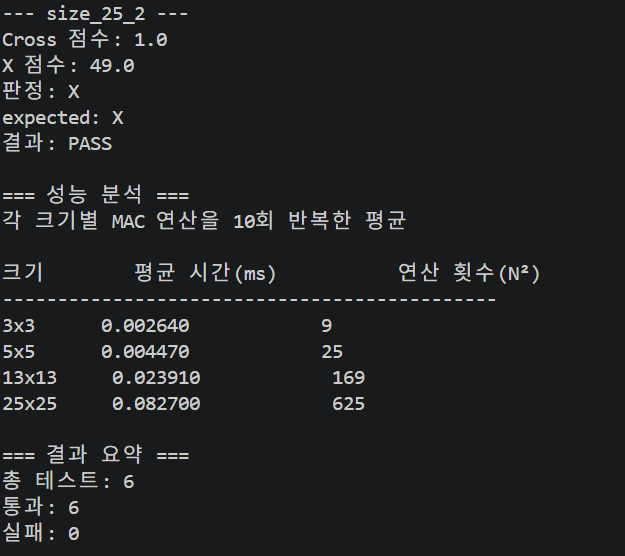 --- size_25_2 ---
Cross 점수: 1.0
X 점수: 49.0
판정: X
expected: X
결과: PASS
=== 성능 분석 ===
각 크기별 MAC 연산을 10회 반복한 평균
크기 평균 시간(ms) 연산 횟수(N²)
---------------------------------------------
3x3 0.002640 9
5x5 0.004470 25
13x13 0.023910 169
25x25 0.082700 625
=== 결과 요약 ===
총 테스트: 6
통과: 6
실패: 0